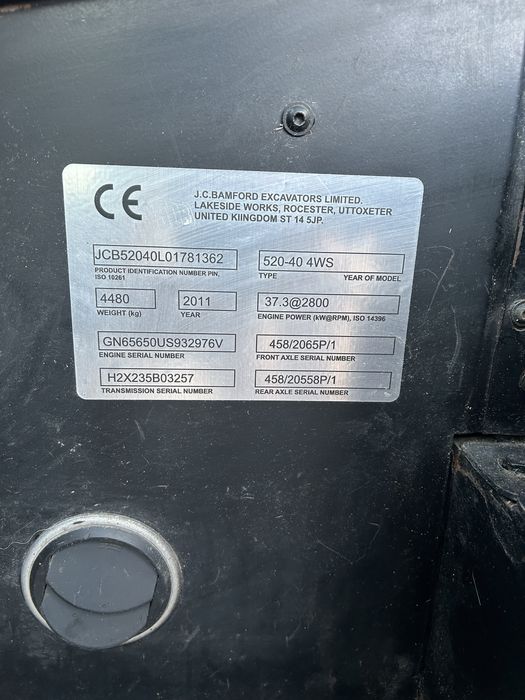 CE
J.C.BAMFORD EXCAVATORS LIMITED.
LAKESIDE WORKS, ROCESTER, UTTOXETER
UNITED KIINGDOM ST 14 5JP.
JCB52040L01781362
PRODUCT IDENTIFICATION NUMBER PIN,
ISO 10261
520-40 4WS
TYPE YEAR OF MODEL
4480 2011
WEIGHT (kg) YEAR
37.3@2800
ENGINE POWER (kW@RPM), ISO 14396
GN65650US932976V
ENGINE SERIAL NUMBER
458/2065P/1
FRONT AXLE SERIAL NUMBER
H2X235B03257
TRANSMISSION SERIAL NUMBER
458/20558P/1
REAR AXLE SERIAL NUMBER